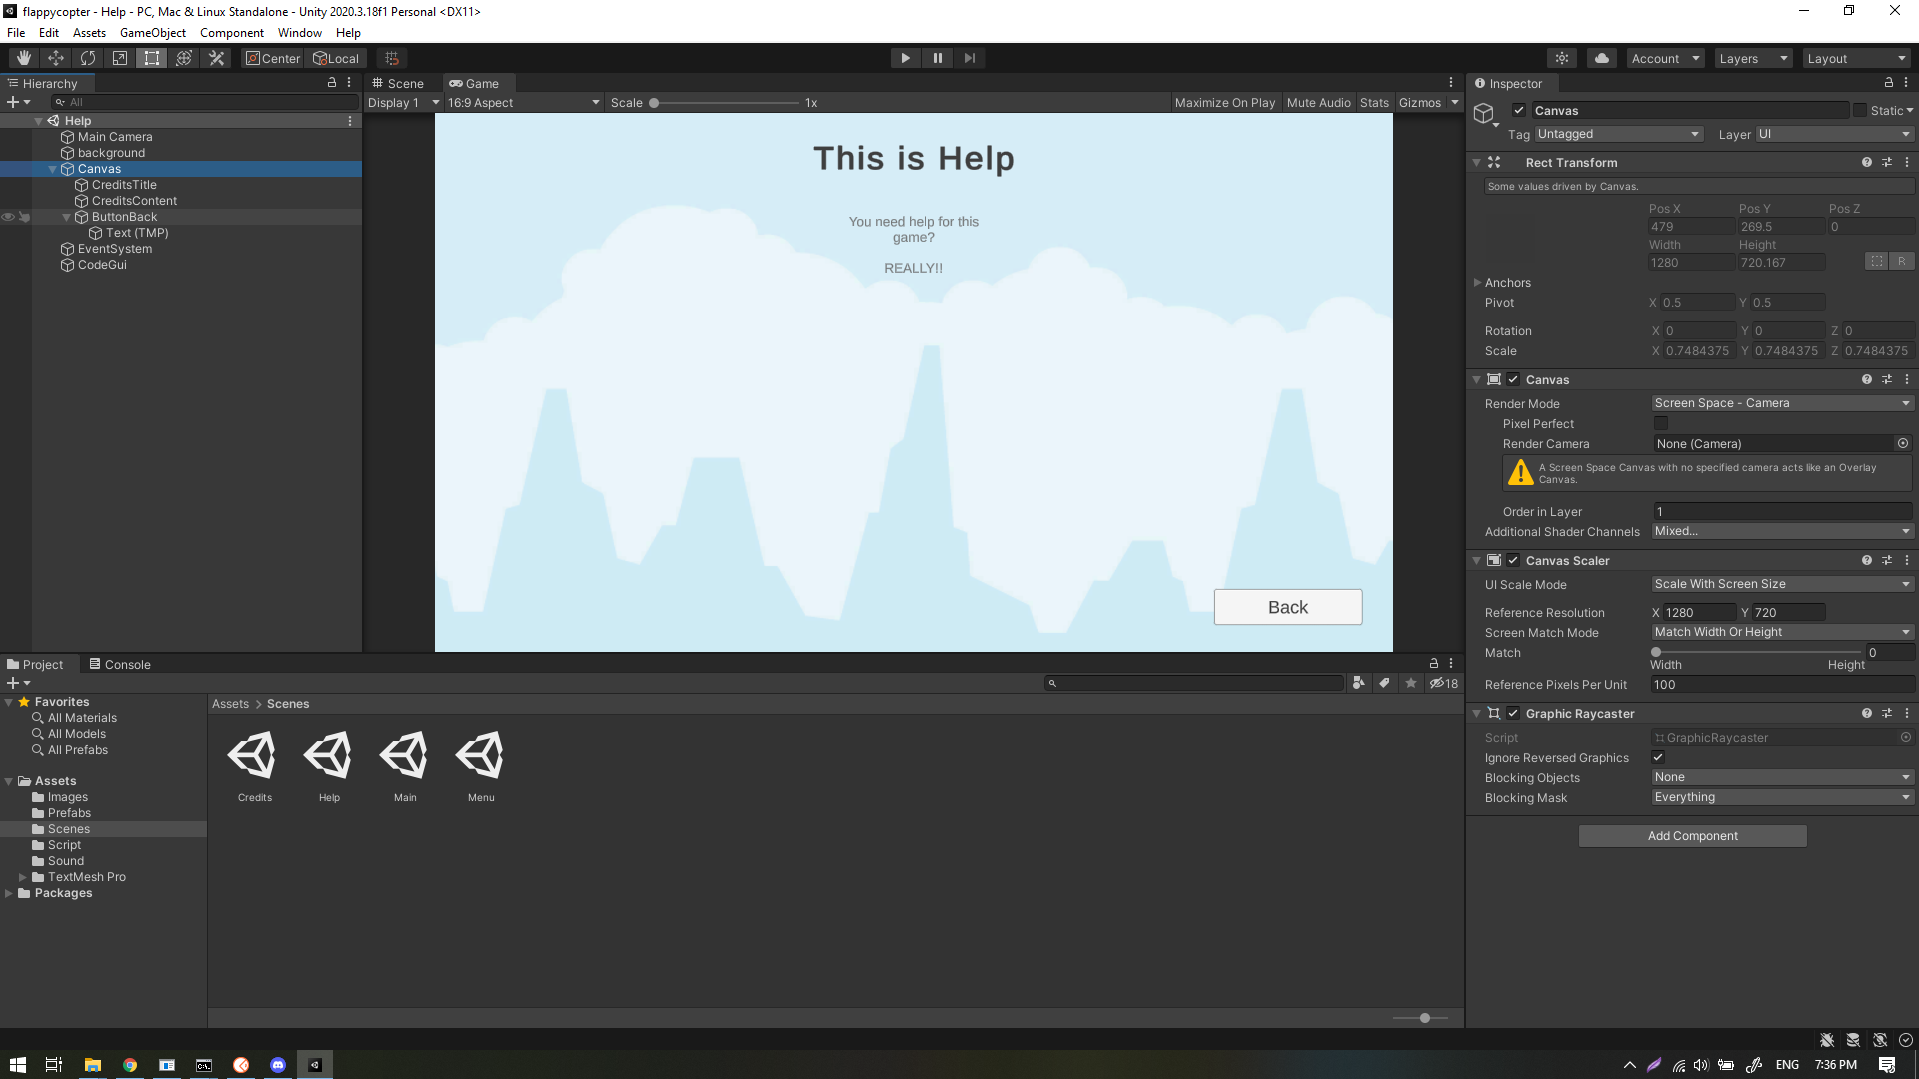 flappycopter - Help - PC, Mac & Linux Standalone - Unity 2020.3.18f1 Personal <DX11>
File Edit Assets GameObject Component Window Help
Center Local Account Layers Layout
Hierarchy
All
Help
Main Camera
background
Canvas
CreditsTitle
CreditsContent
ButtonBack
Text (TMP)
EventSystem
CodeGui
Scene Game
Display 1 16:9 Aspect Scale 1x Maximize On Play Mute Audio Stats Gizmos
This is Help
You need help for this
game?
REALLY!!
Back
Inspector
Canvas Static
Tag Untagged Layer UI
Rect Transform
Some values driven by Canvas.
Pos X Pos Y Pos Z
479 269.5 0
Width Height
1280 720.167
R
Anchors
Pivot X 0.5 Y 0.5
Rotation X 0 Y 0 Z 0
Scale X 0.7484375 Y 0.7484375 Z 0.7484375
Canvas
Render Mode Screen Space - Camera
Pixel Perfect
Render Camera None (Camera)
A Screen Space Canvas with no specified camera acts like an Overlay
Canvas.
Order in Layer 1
Additional Shader Channels Mixed...
Canvas Scaler
UI Scale Mode Scale With Screen Size
Reference Resolution X 1280 Y 720
Screen Match Mode Match Width Or Height
Match 0
Width Height
Reference Pixels Per Unit 100
Graphic Raycaster
Script GraphicRaycaster
Ignore Reversed Graphics
Blocking Objects None
Blocking Mask Everything
Add Component
Project Console
18
Favorites
All Materials
All Models
All Prefabs
Assets
Images
Prefabs
Scenes
Script
Sound
TextMesh Pro
Packages
Assets > Scenes
Credits Help Main Menu
ENG 7:36 PM